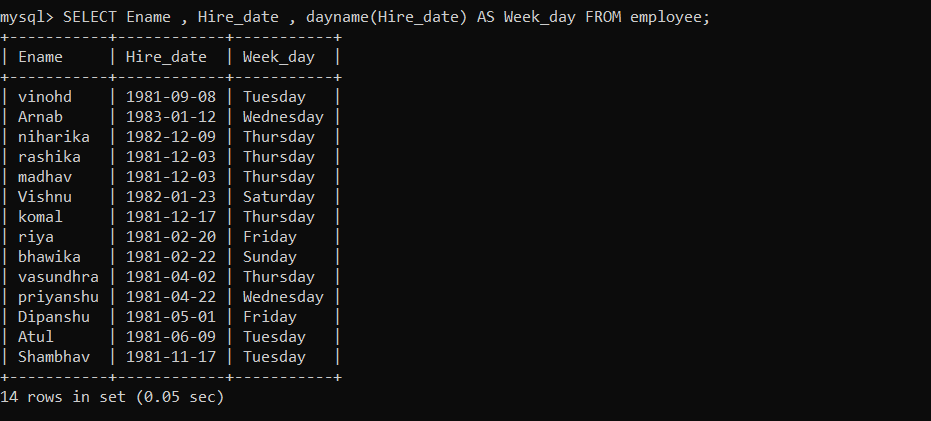 mysql> SELECT Ename , Hire_date , dayname(Hire_date) AS Week_day FROM employee;
+-----------+------------+-----------+
| Ename     | Hire_date  | Week_day  |
+-----------+------------+-----------+
| vinohd    | 1981-09-08 | Tuesday   |
| Arnab     | 1983-01-12 | Wednesday |
| niharika  | 1982-12-09 | Thursday  |
| rashika   | 1981-12-03 | Thursday  |
| madhav    | 1981-12-03 | Thursday  |
| Vishnu    | 1982-01-23 | Saturday  |
| komal     | 1981-12-17 | Thursday  |
| riya      | 1981-02-20 | Friday    |
| bhawika   | 1981-02-22 | Sunday    |
| vasundhra | 1981-04-02 | Thursday  |
| priyanshu | 1981-04-22 | Wednesday |
| Dipanshu  | 1981-05-01 | Friday    |
| Atul      | 1981-06-09 | Tuesday   |
| Shambhav  | 1981-11-17 | Tuesday   |
+-----------+------------+-----------+
14 rows in set (0.05 sec)